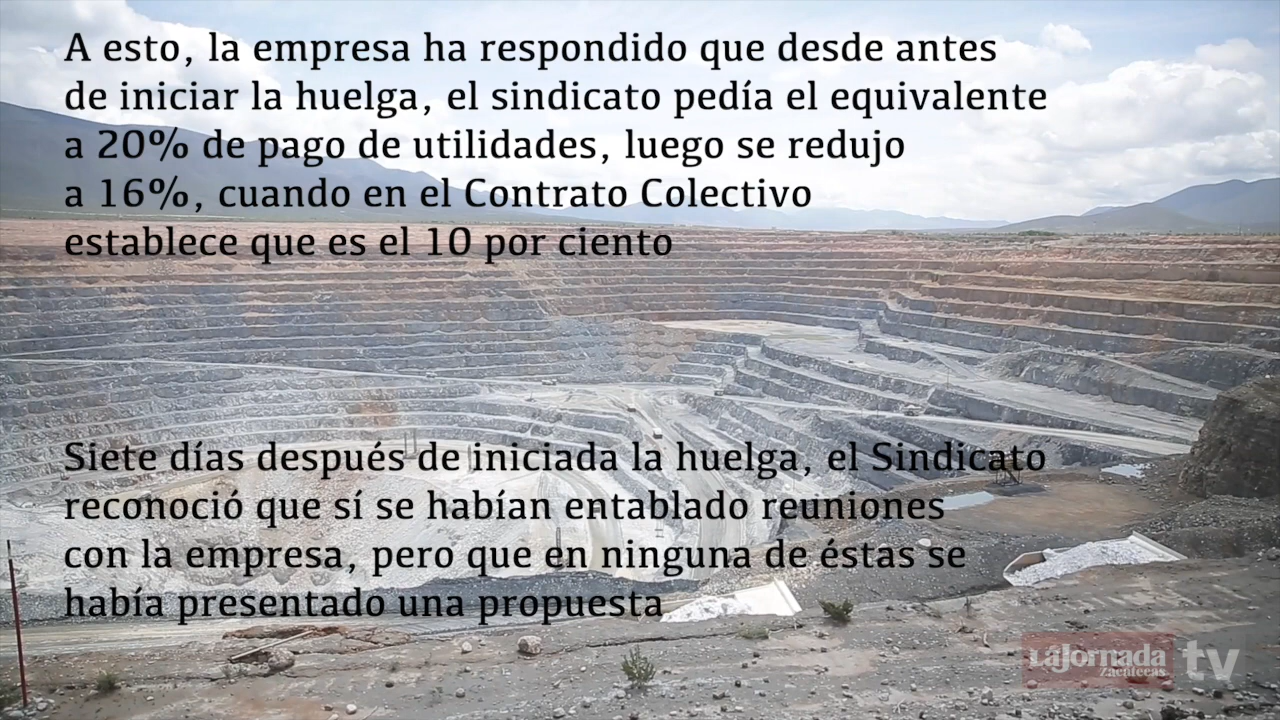 A esto, la empresa ha respondido que desde antes
de iniciar la huelga, el sindicato pedía el equivalente
a 20% de pago de utilidades, luego se redujo
a 16%, cuando en el Contrato Colectivo
establece que es el 10 por ciento
Siete días después de iniciada la huelga, el Sindicato
reconoció que sí se habían entablado reuniones
con la empresa, pero que en ninguna de éstas se
había presentado una propuesta
La Jornada tv
Zacatecas